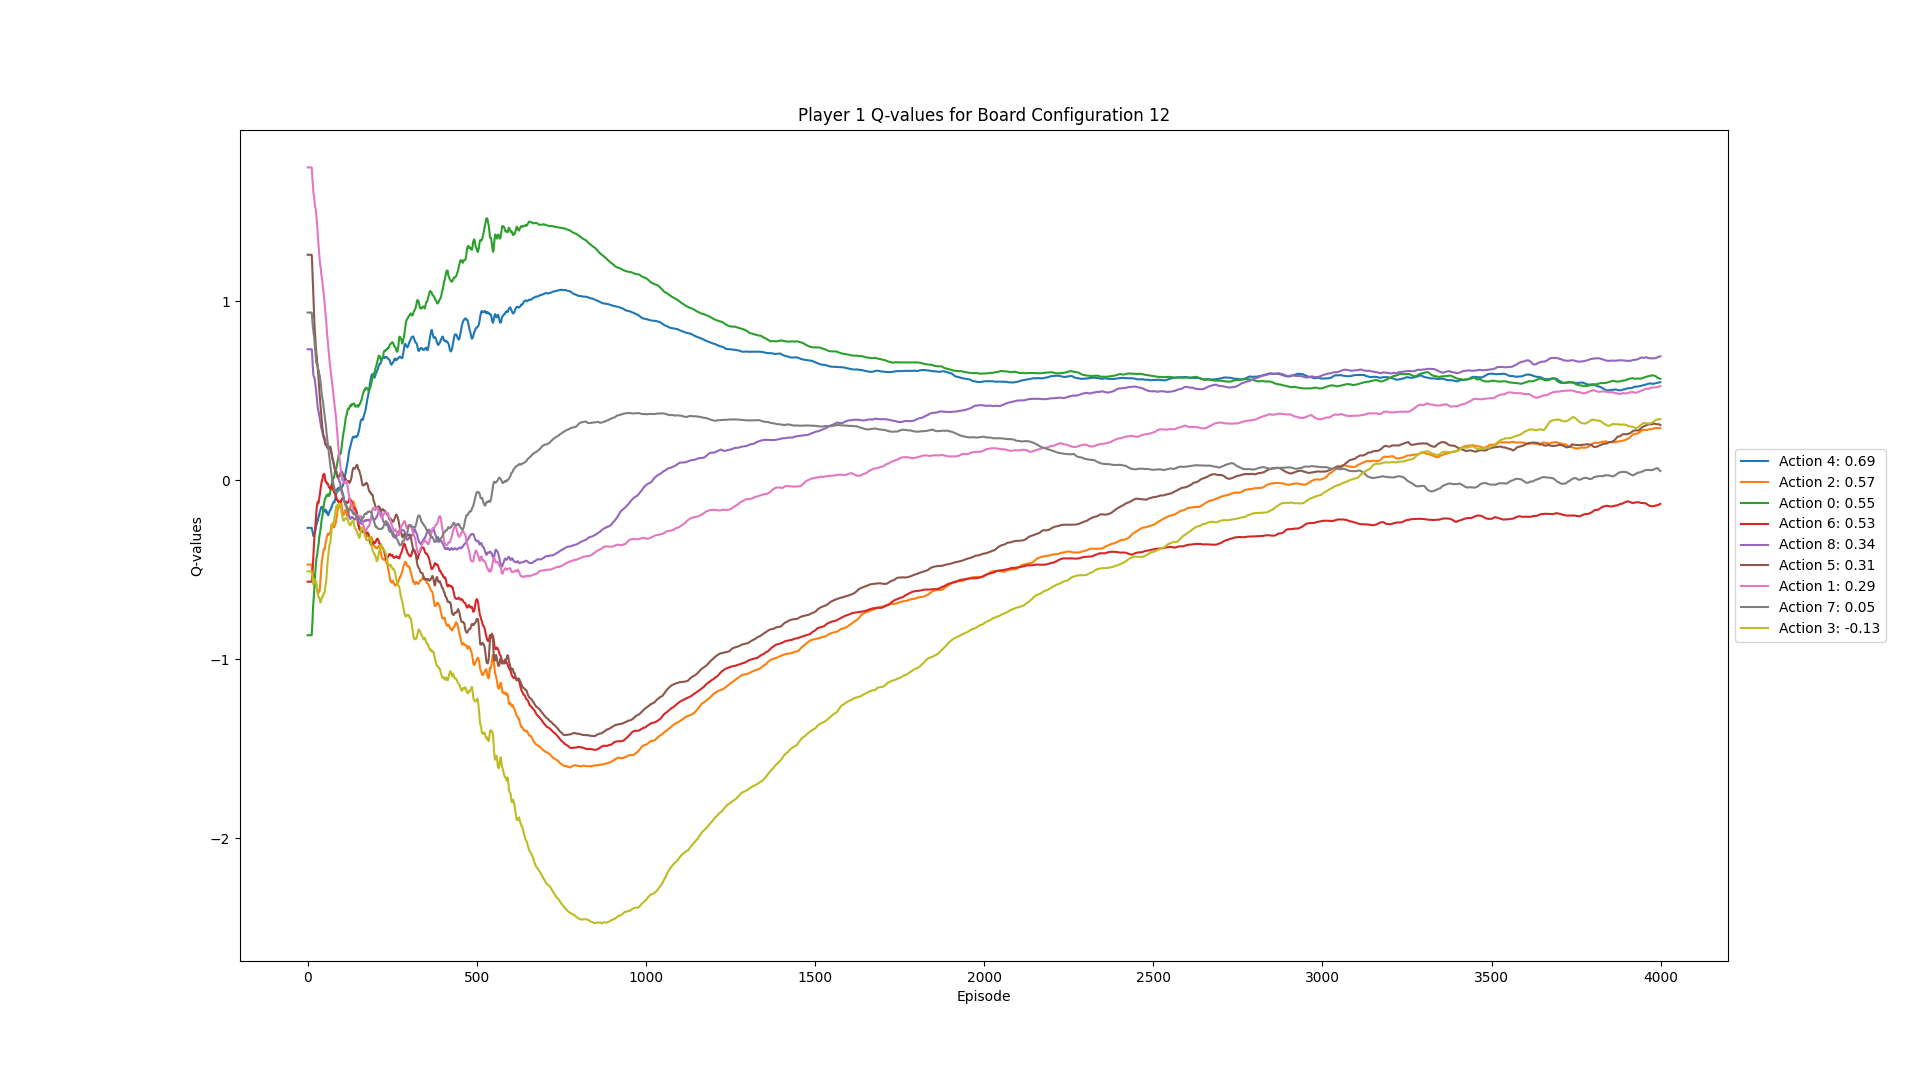 Player 1 Q-values for Board Configuration 12
1
0
−1
−2
Q-values
0 500 1000 1500 2000 2500 3000 3500 4000
Episode
Action 4: 0.69
Action 2: 0.57
Action 0: 0.55
Action 6: 0.53
Action 8: 0.34
Action 5: 0.31
Action 1: 0.29
Action 7: 0.05
Action 3: -0.13